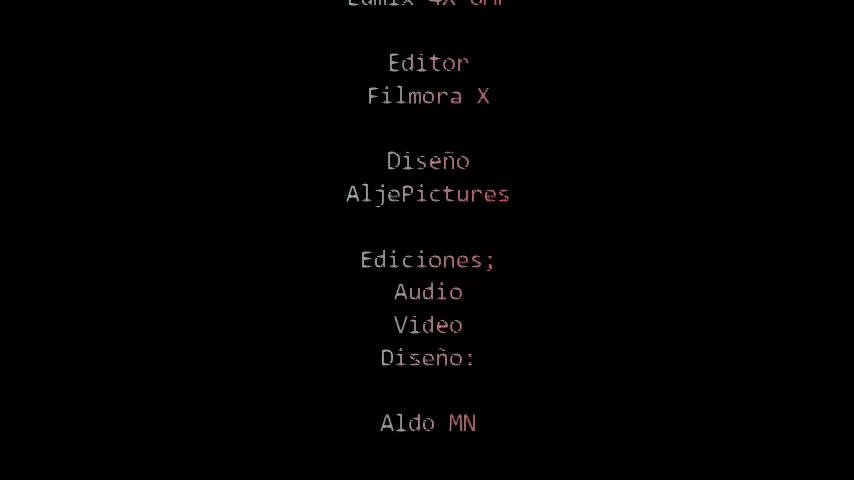 Editor
Filmora X
Diseño
AljePictures
Ediciones;
Audio
Video
Diseño:
Aldo MN